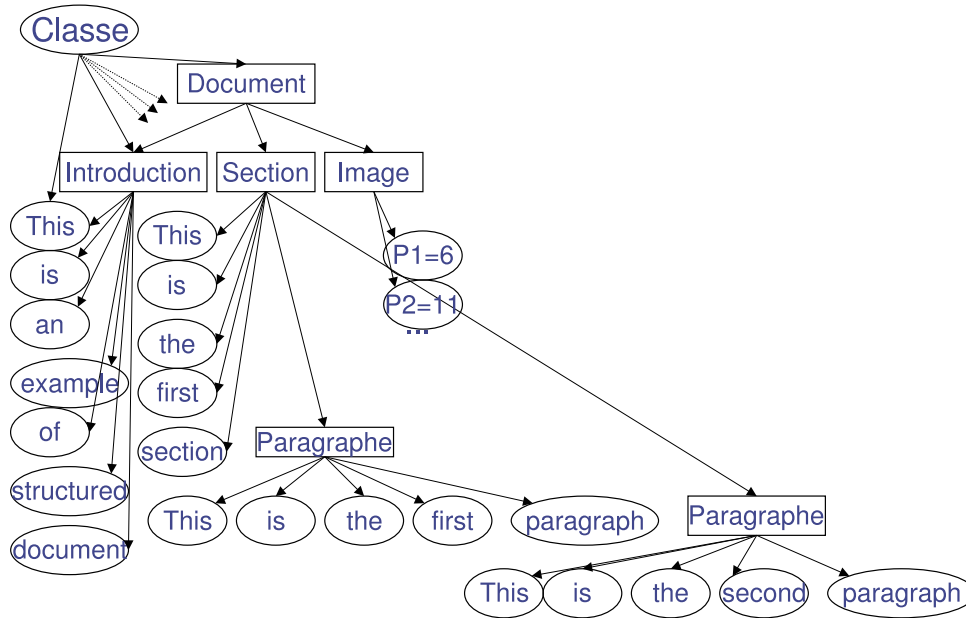 Classe
Document
Introduction
Section
Image
This
is
an
example
of
structured
document
This
is
the
first
section
P1=6
P2=11
...
Paragraphe
This
is
the
first
paragraph
Paragraphe
This
is
the
second
paragraph